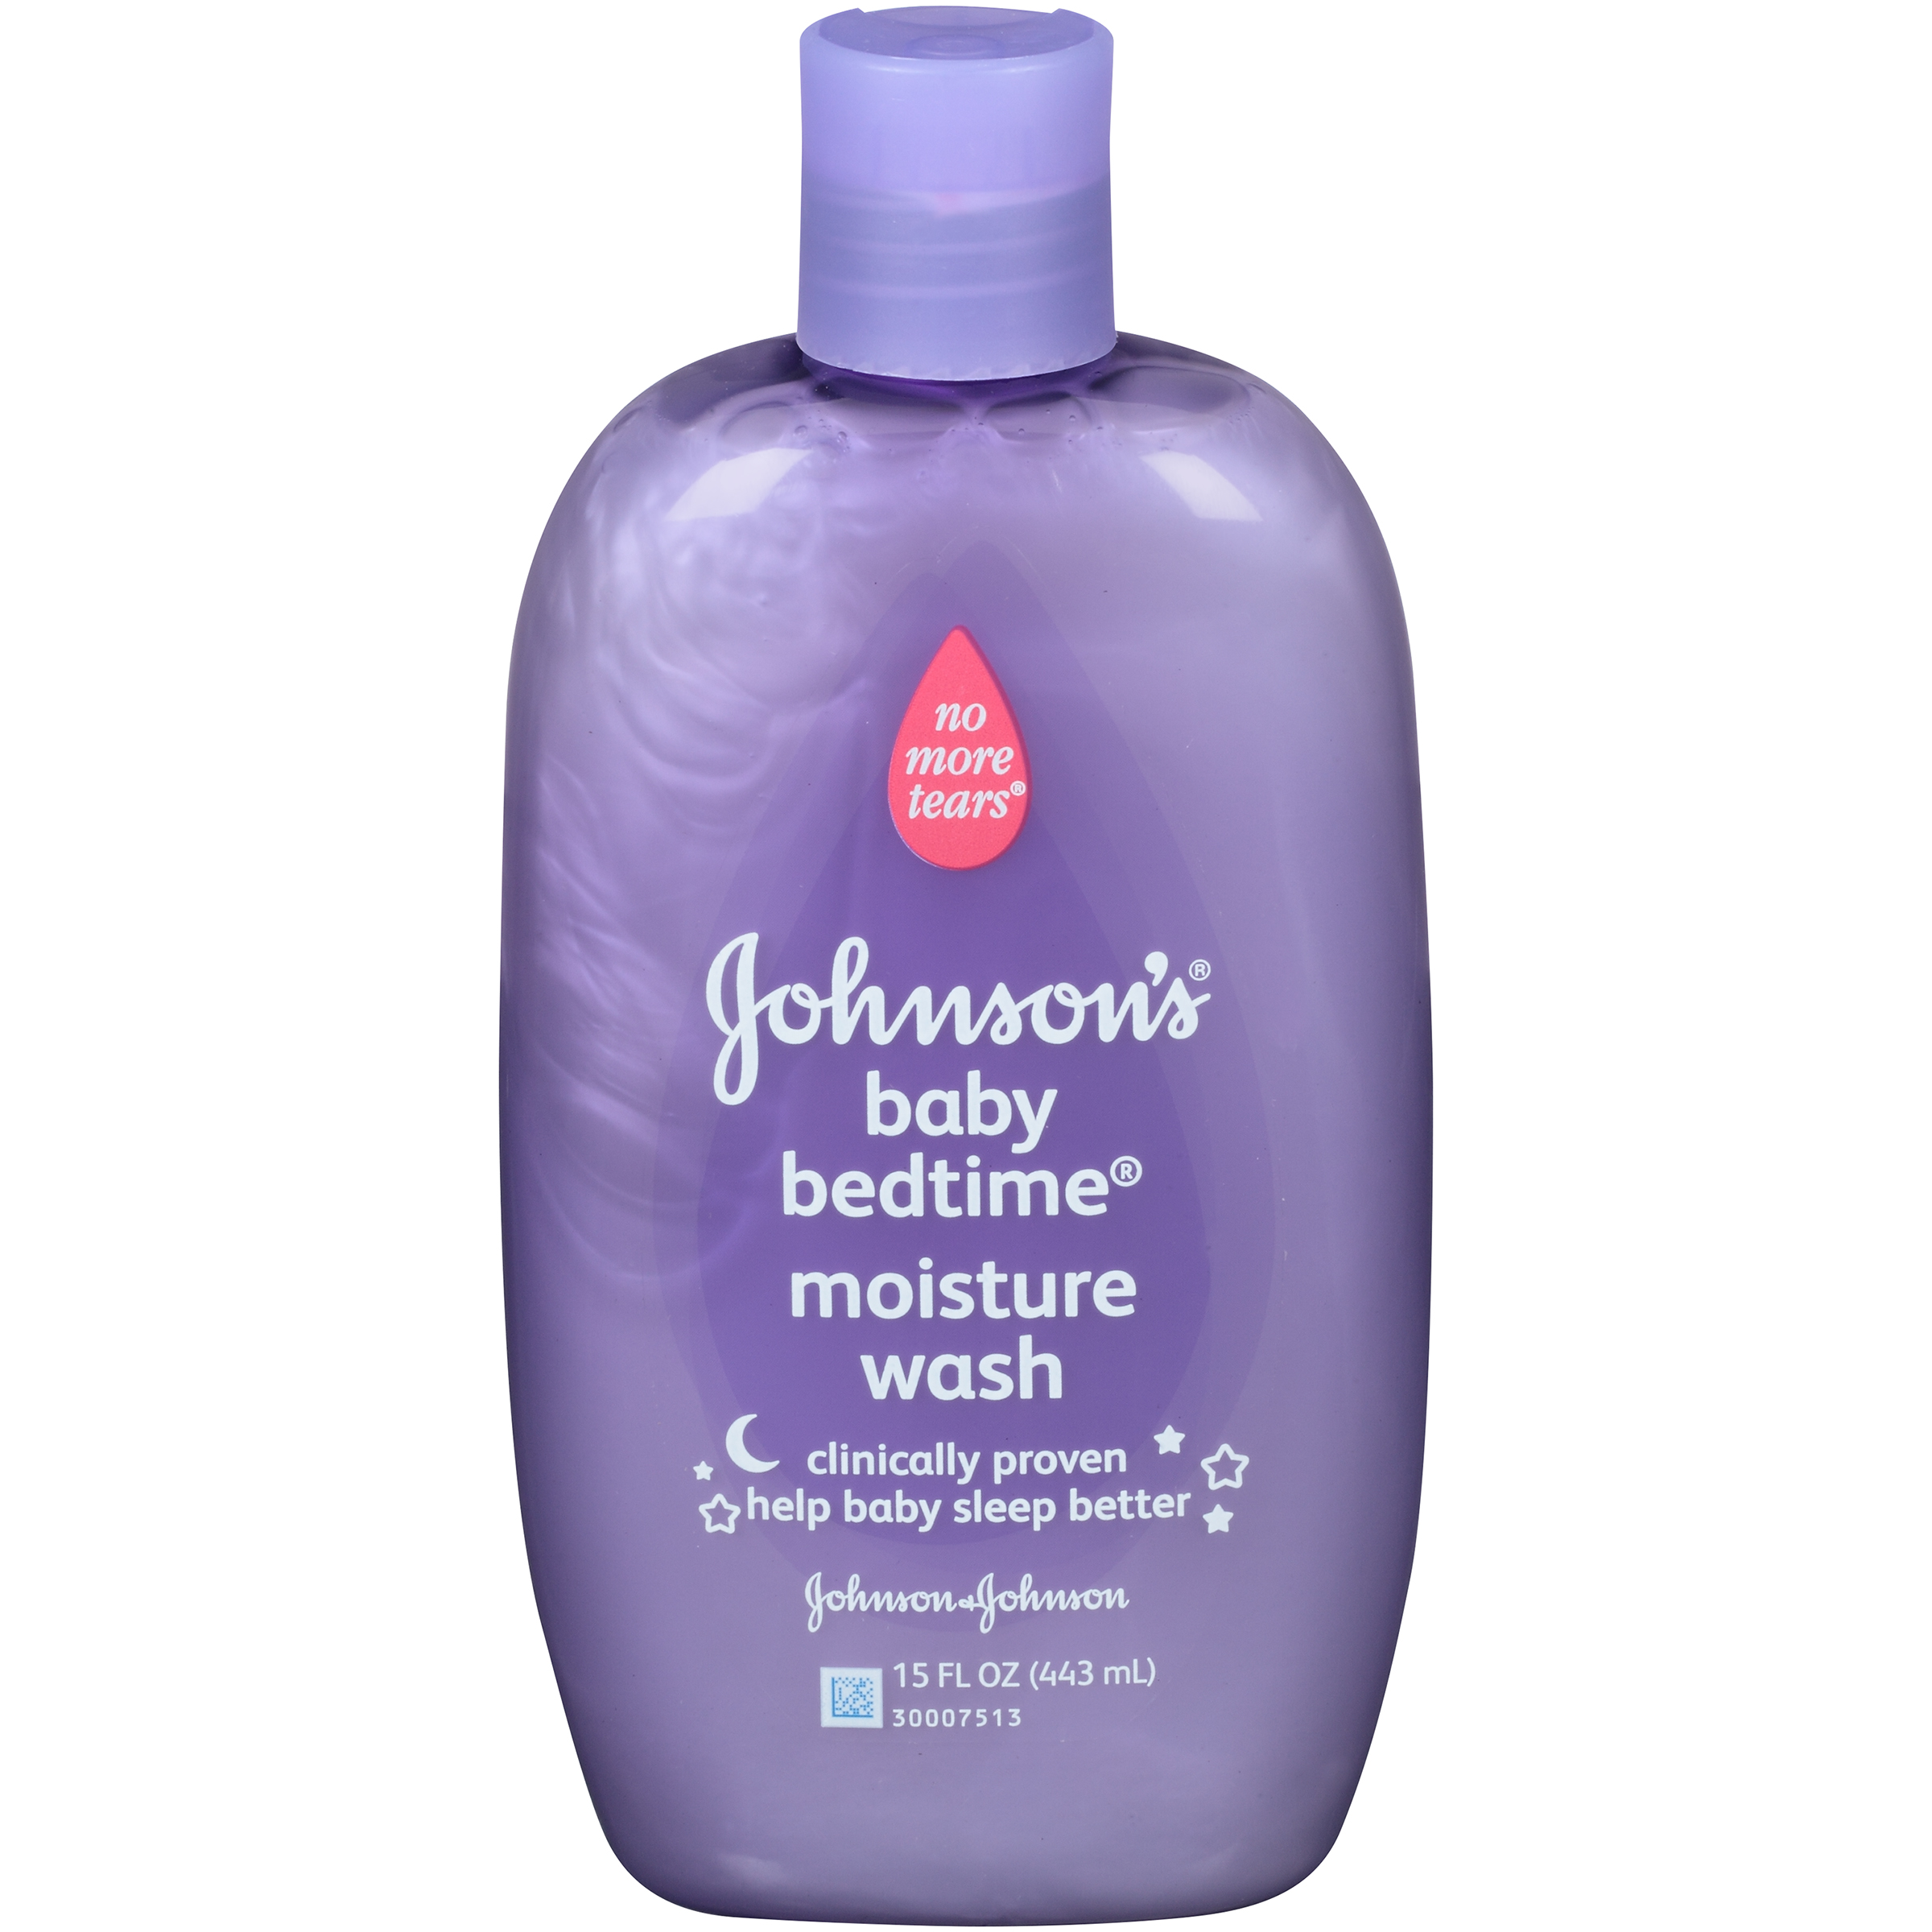 no
more
tears®
Johnson's®
baby
bedtime®
moisture
wash
clinically proven
help baby sleep better
Johnson & Johnson
15 FL OZ (443 mL)
30007513